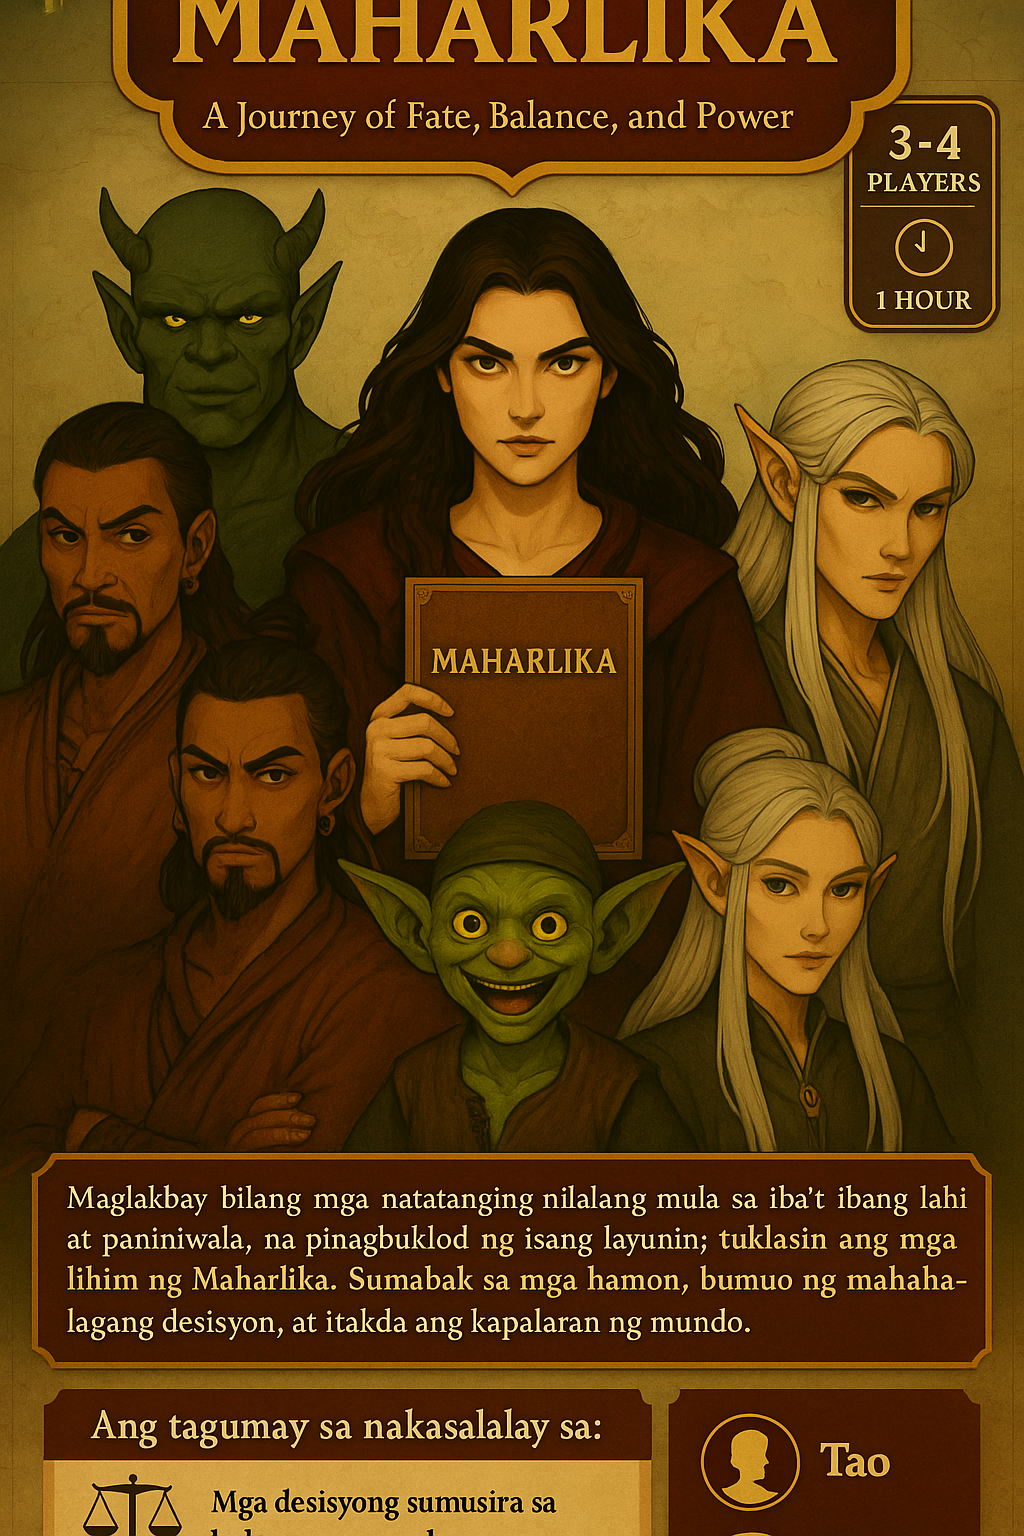 MAHARLIKA
A Journey of Fate, Balance, and Power
3-4
PLAYERS
1 HOUR
MAHARLIKA
Maglakbay bilang mga natatanging nilalang mula sa iba't ibang lahi
at paniniwala, na pinagbuklod ng isang layunin; tuklasin ang mga
lihim ng Maharlika. Sumabak sa mga hamon, bumuo ng mahaha-
lagang desisyon, at itakda ang kapalaran ng mundo.
Ang tagumay sa nakasalalay sa:
Mga desisyong sumusira sa
Tao